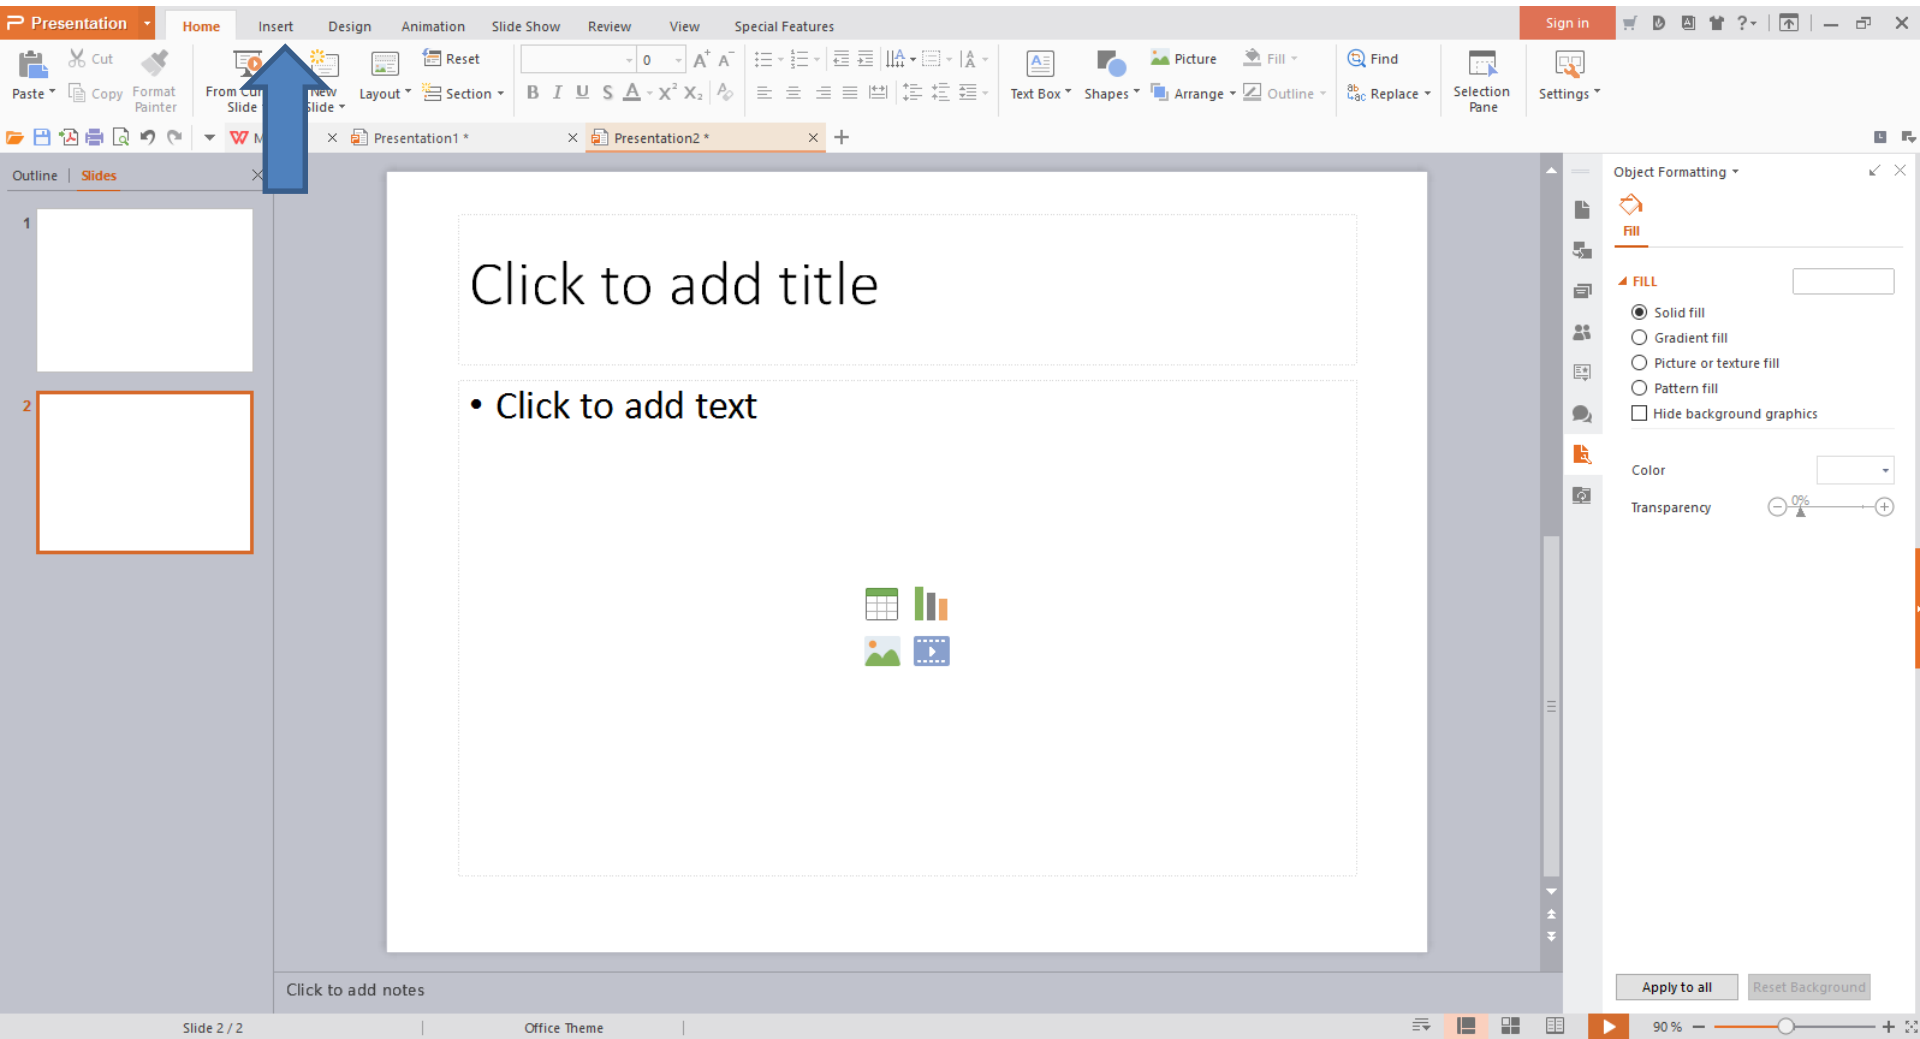 Presentation
Home Insert Design Animation Slide Show Review View Special Features Sign in
Paste Cut Copy Format Painter
Slide
Slide
Layout Reset Section
0
B I U S A X² X₂
Text Box Shapes Picture Arrange Fill Outline Find Replace Selection Pane Settings
Presentation1 * Presentation2 *
Outline | Slides
1
2
Click to add title
• Click to add text
Click to add notes
Object Formatting
Fill
FILL
Solid fill
Gradient fill
Picture or texture fill
Pattern fill
Hide background graphics
Color
Transparency 0%
Apply to all Reset Background
Slide 2 / 2 Office Theme 90 %